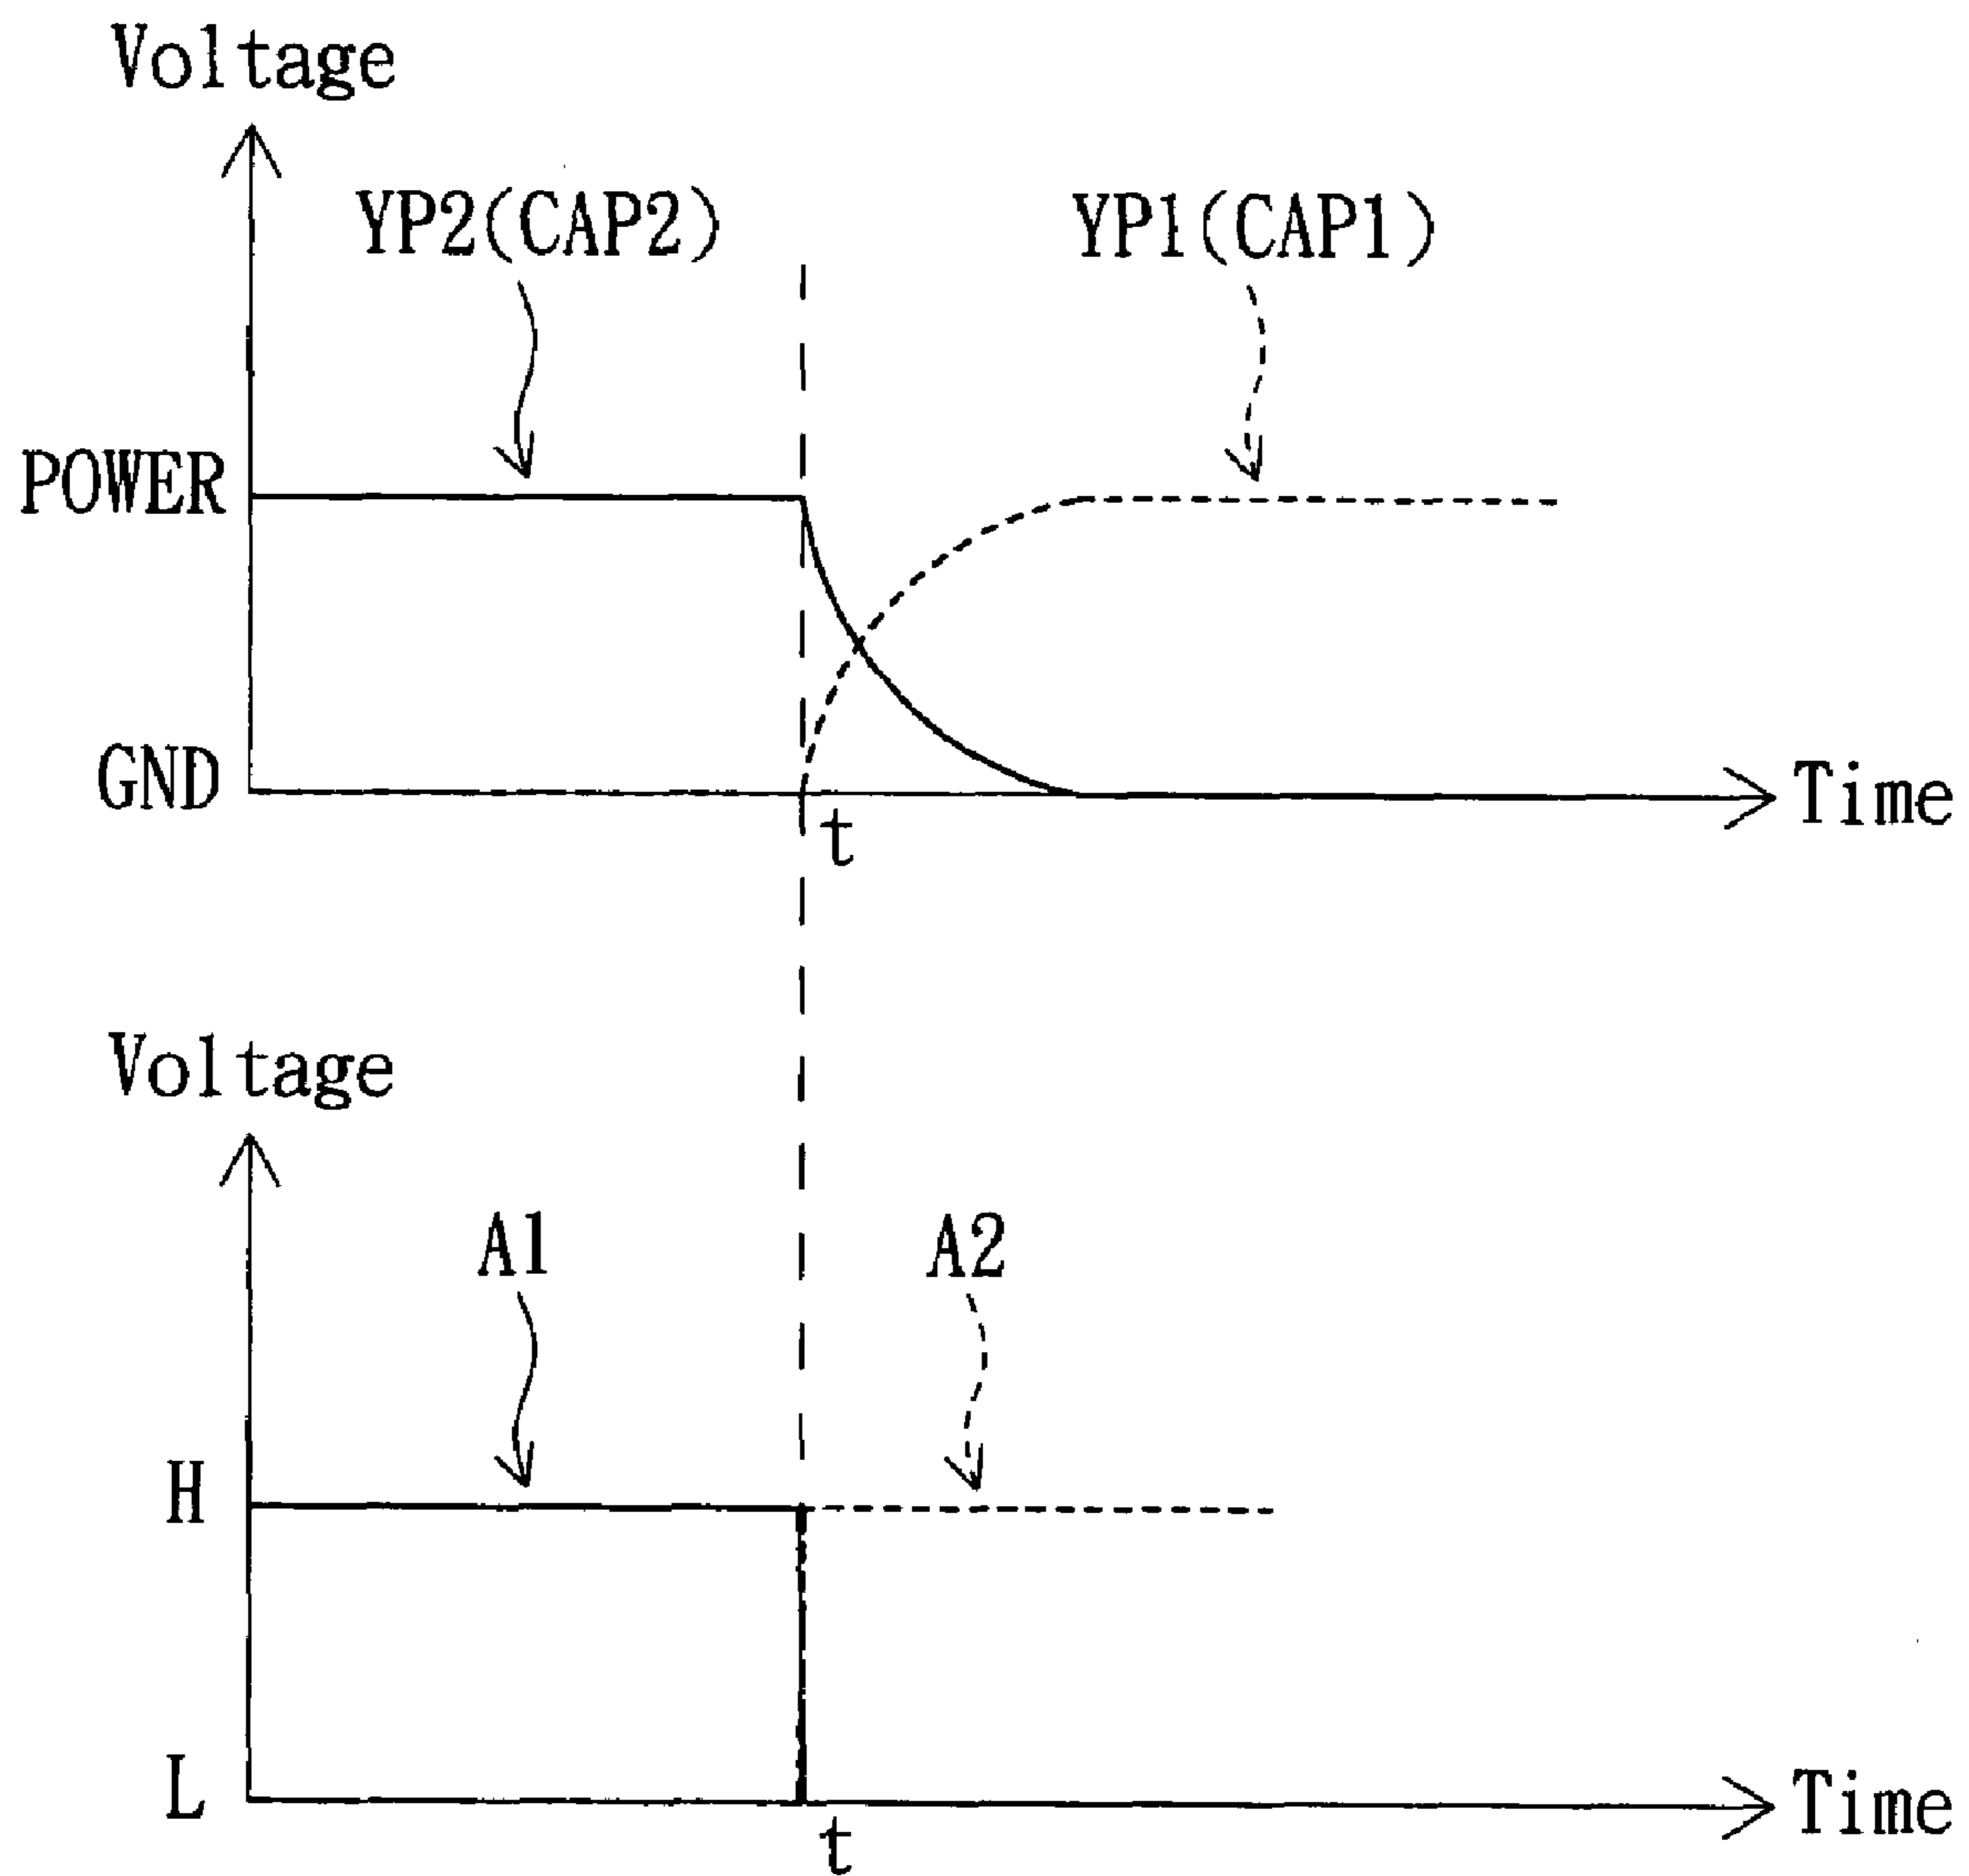 Voltage
YP2(CAP2)
YP1(CAP1)
POWER
GND
Time
t
Voltage
A1
A2
H
L
Time
t